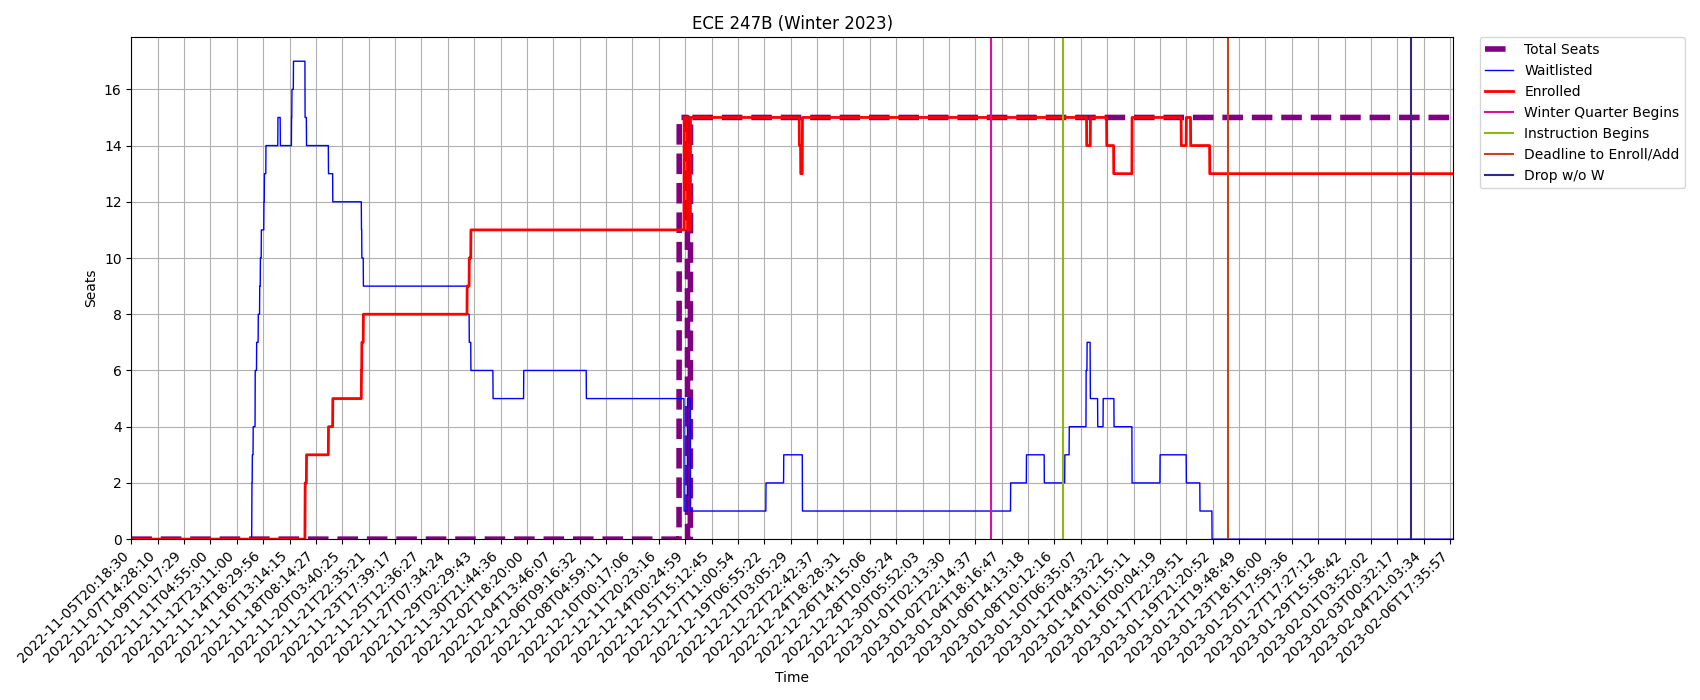 ECE 247B (Winter 2023)
Total Seats
Waitlisted
Enrolled
Winter Quarter Begins
Instruction Begins
Deadline to Enroll/Add
Drop w/o W
Seats
16
14
12
10
8
6
4
2
0
2022-11-05T20:18:30
2022-11-07T14:28:10
2022-11-09T10:17:29
2022-11-11T04:55:00
2022-11-12T23:11:00
2022-11-14T18:29:56
2022-11-16T13:14:15
2022-11-18T08:14:27
2022-11-20T03:40:25
2022-11-21T22:35:21
2022-11-23T17:39:17
2022-11-25T12:36:27
2022-11-27T07:34:24
2022-11-29T02:29:43
2022-11-30T21:44:36
2022-12-02T18:20:00
2022-12-04T13:46:07
2022-12-06T09:16:32
2022-12-08T04:59:11
2022-12-10T00:17:06
2022-12-11T20:23:16
2022-12-14T00:24:59
2022-12-15T15:12:45
2022-12-17T11:00:54
2022-12-19T06:55:22
2022-12-21T03:05:29
2022-12-22T22:42:37
2022-12-24T18:28:31
2022-12-26T14:15:06
2022-12-28T10:05:24
2022-12-30T05:52:03
2023-01-01T02:13:30
2023-01-02T22:14:37
2023-01-04T18:16:47
2023-01-06T14:13:18
2023-01-08T10:12:16
2023-01-10T06:35:07
2023-01-12T04:33:22
2023-01-14T01:15:11
2023-01-16T00:04:19
2023-01-17T22:29:51
2023-01-19T21:20:52
2023-01-21T19:48:49
2023-01-23T18:16:00
2023-01-25T17:59:36
2023-01-27T17:27:12
2023-01-29T15:58:42
2023-02-01T03:52:02
2023-02-03T03:32:17
2023-02-04T21:03:34
2023-02-06T17:35:57
Time